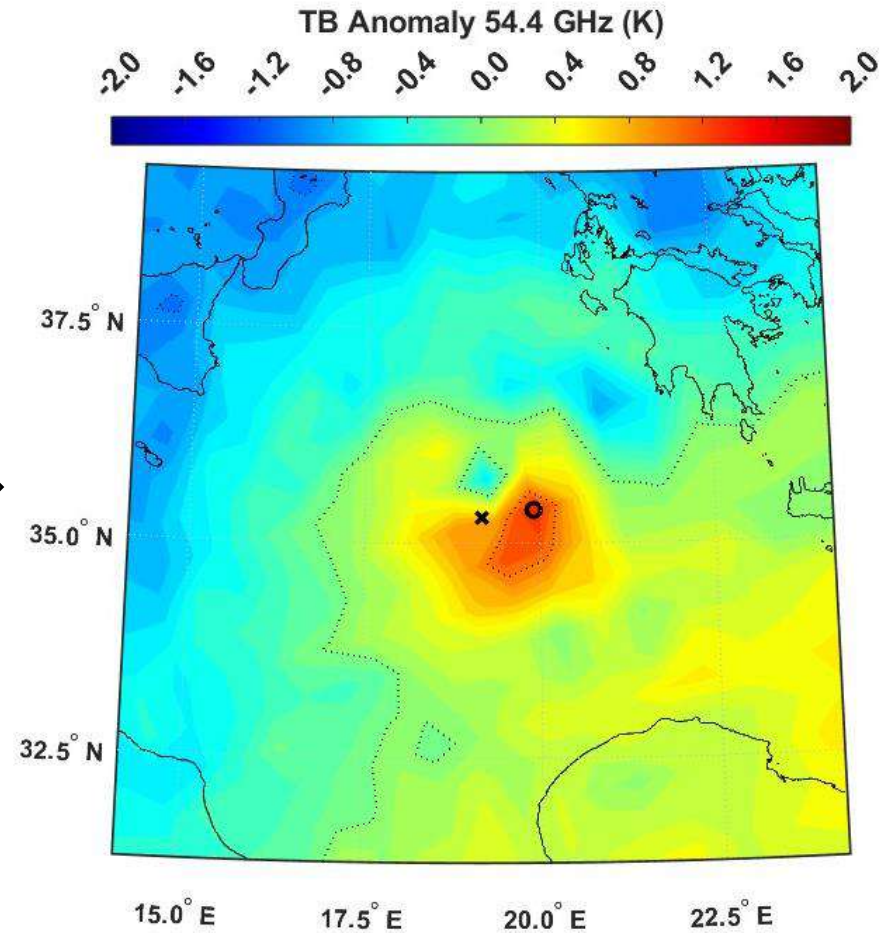 TB Anomaly 54.4 GHz (K)
-2.0 -1.6 -1.2 -0.8 -0.4 0.0 0.4 0.8 1.2 1.6 2.0
37.5° N
35.0° N
32.5° N
15.0° E 17.5° E 20.0° E 22.5° E